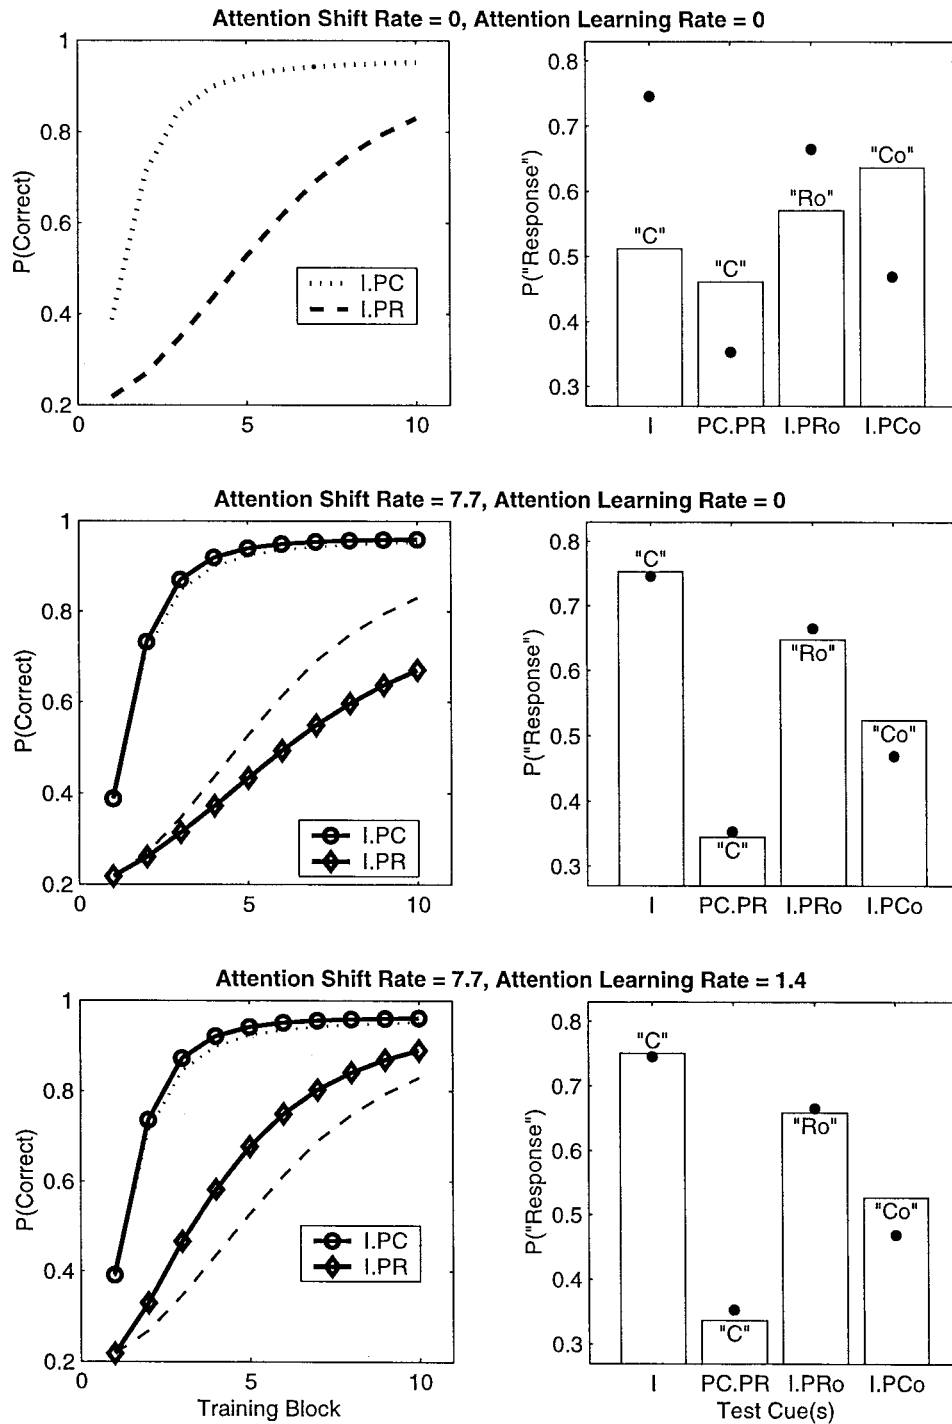 Attention Shift Rate = 0, Attention Learning Rate = 0
P(Correct)
1
0.8
0.6
0.4
0.2
0
5
10
I.PC
I.PR
P("Response")
0.8
0.7
0.6
0.5
0.4
0.3
"C"
"C"
"Ro"
"Co"
I
PC.PR
I.PRo
I.PCo
Attention Shift Rate = 7.7, Attention Learning Rate = 0
P(Correct)
1
0.8
0.6
0.4
0.2
0
5
10
I.PC
I.PR
P("Response")
0.8
0.7
0.6
0.5
0.4
0.3
"C"
"C"
"Ro"
"Co"
I
PC.PR
I.PRo
I.PCo
Attention Shift Rate = 7.7, Attention Learning Rate = 1.4
P(Correct)
1
0.8
0.6
0.4
0.2
0
5
10
I.PC
I.PR
Training Block
P("Response")
0.8
0.7
0.6
0.5
0.4
0.3
"C"
"C"
"Ro"
"Co"
I
PC.PR
I.PRo
I.PCo
Test Cue(s)